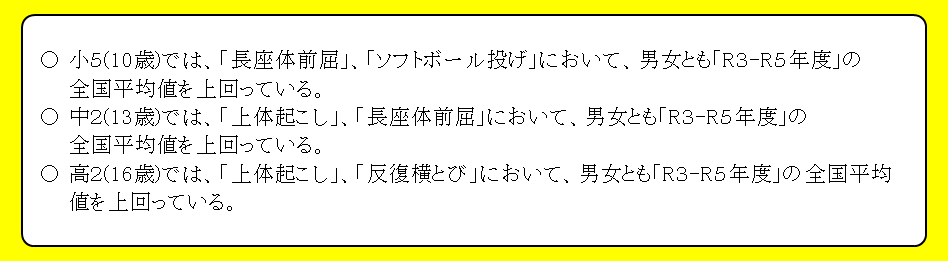 ○ 小5(10歳)では、「長座体前屈」、「ソフトボール投げ」において、男女とも「R3-R5年度」の
全国平均値を上回っている。
○ 中2(13歳)では、「上体起こし」、「長座体前屈」において、男女とも「R3-R5年度」の
全国平均値を上回っている。
○ 高2(16歳)では、「上体起こし」、「反復横とび」において、男女とも「R3-R5年度」の全国平均
値を上回っている。